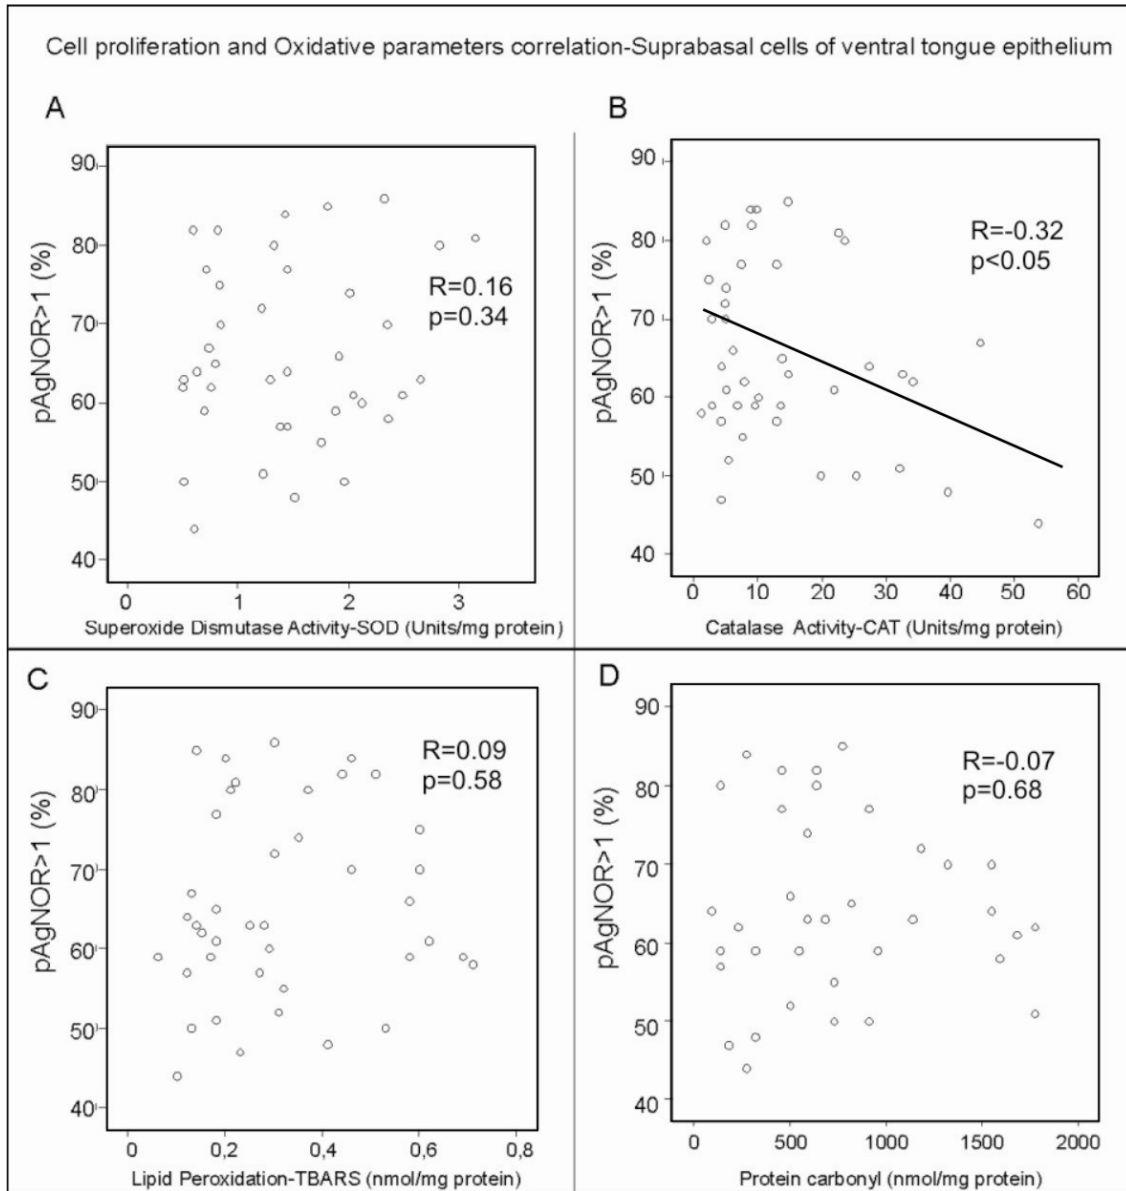 Cell proliferation and Oxidative parameters correlation-Suprabasal cells of ventral tongue epithelium
A
90
80
70
60
50
40
pAgNOR>1 (%)
R=0.16
p=0.34
0 1 2 3
Superoxide Dismutase Activity-SOD (Units/mg protein)
B
90
80
70
60
50
40
pAgNOR>1 (%)
R=-0.32
p<0.05
0 10 20 30 40 50 60
Catalase Activity-CAT (Units/mg protein)
C
90
80
70
60
50
40
pAgNOR>1 (%)
R=0.09
p=0.58
0 0,2 0,4 0,6 0,8
Lipid Peroxidation-TBARS (nmol/mg protein)
D
90
80
70
60
50
40
pAgNOR>1 (%)
R=-0.07
p=0.68
0 500 1000 1500 2000
Protein carbonyl (nmol/mg protein)